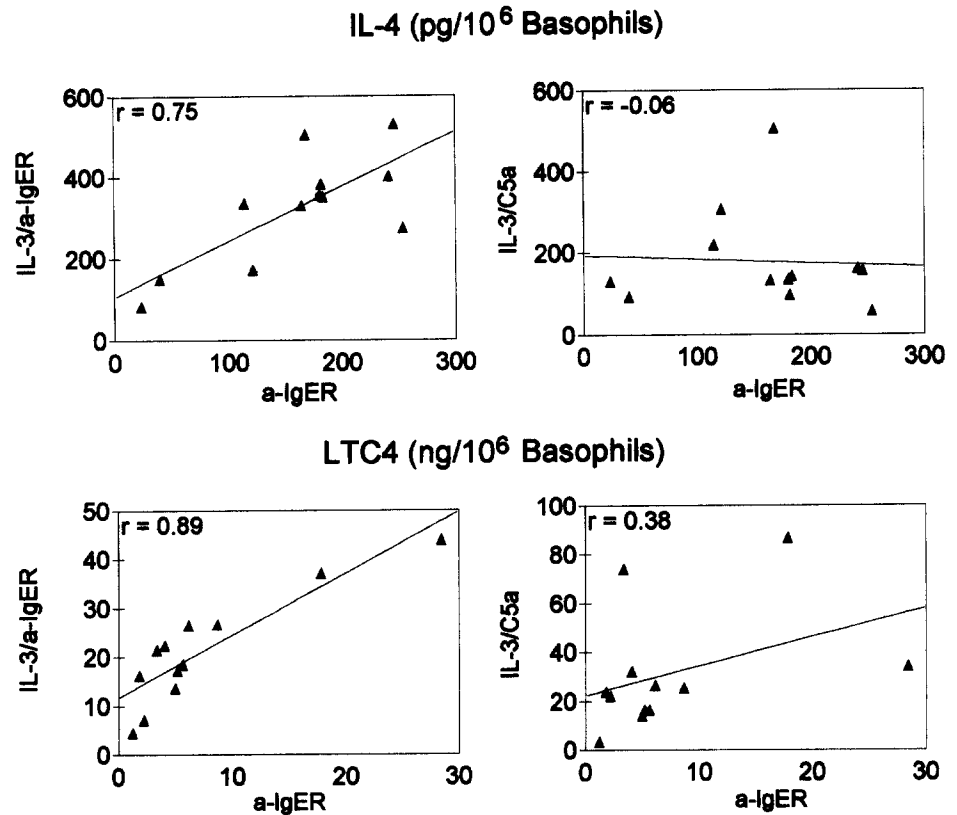 IL-4 (pg/10⁶ Basophils)
r = 0.75
IL-3/a-IgER
600
400
200
0
0 100 200 300
a-IgER
r = -0.06
IL-3/C5a
600
400
200
0
0 100 200 300
a-IgER
LTC4 (ng/10⁶ Basophils)
r = 0.89
IL-3/a-IgER
50
40
30
20
10
0
0 10 20 30
a-IgER
r = 0.38
IL-3/C5a
100
80
60
40
20
0
0 10 20 30
a-IgER